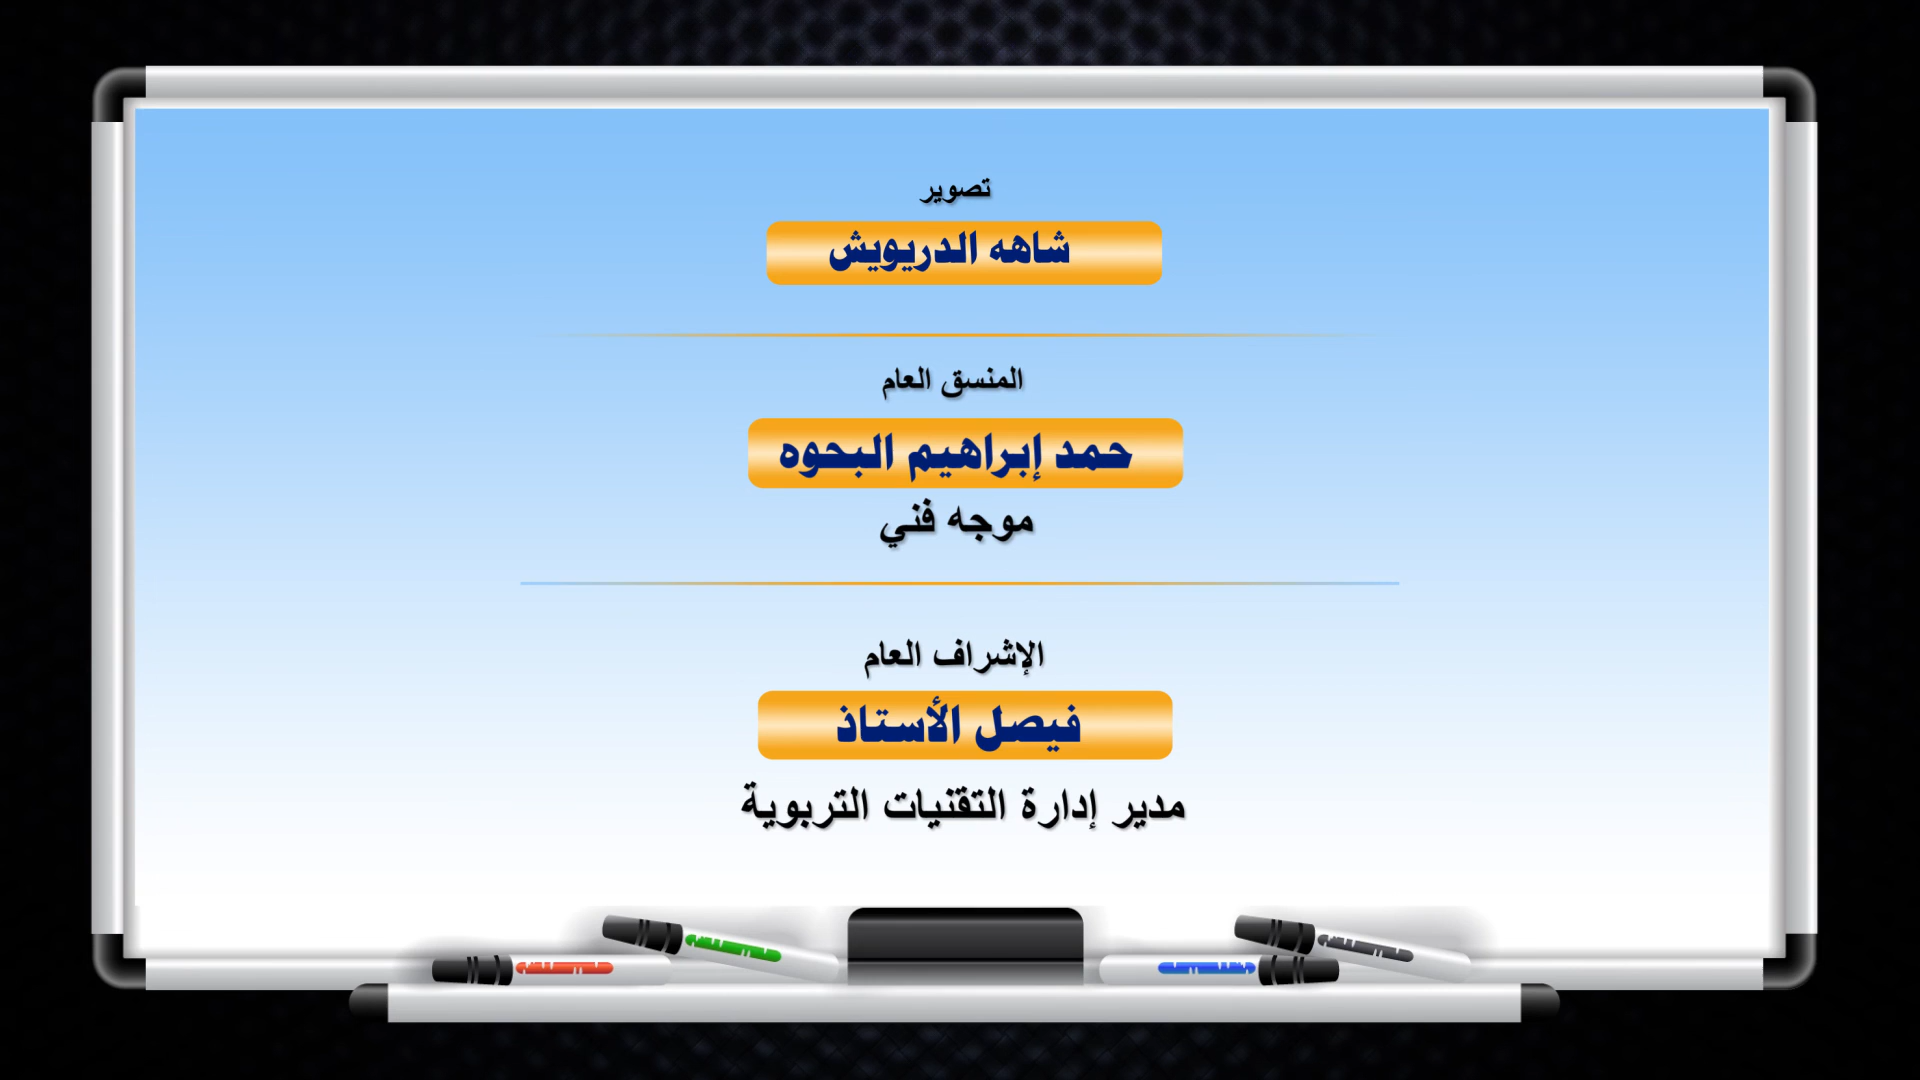 تصوير
شاهه الدريويش
المنسق العام
حمد إبراهيم البحوه
موجه فني
الإشراف العام
فيصل الأستاذ
مدير إدارة التقنيات التربوية